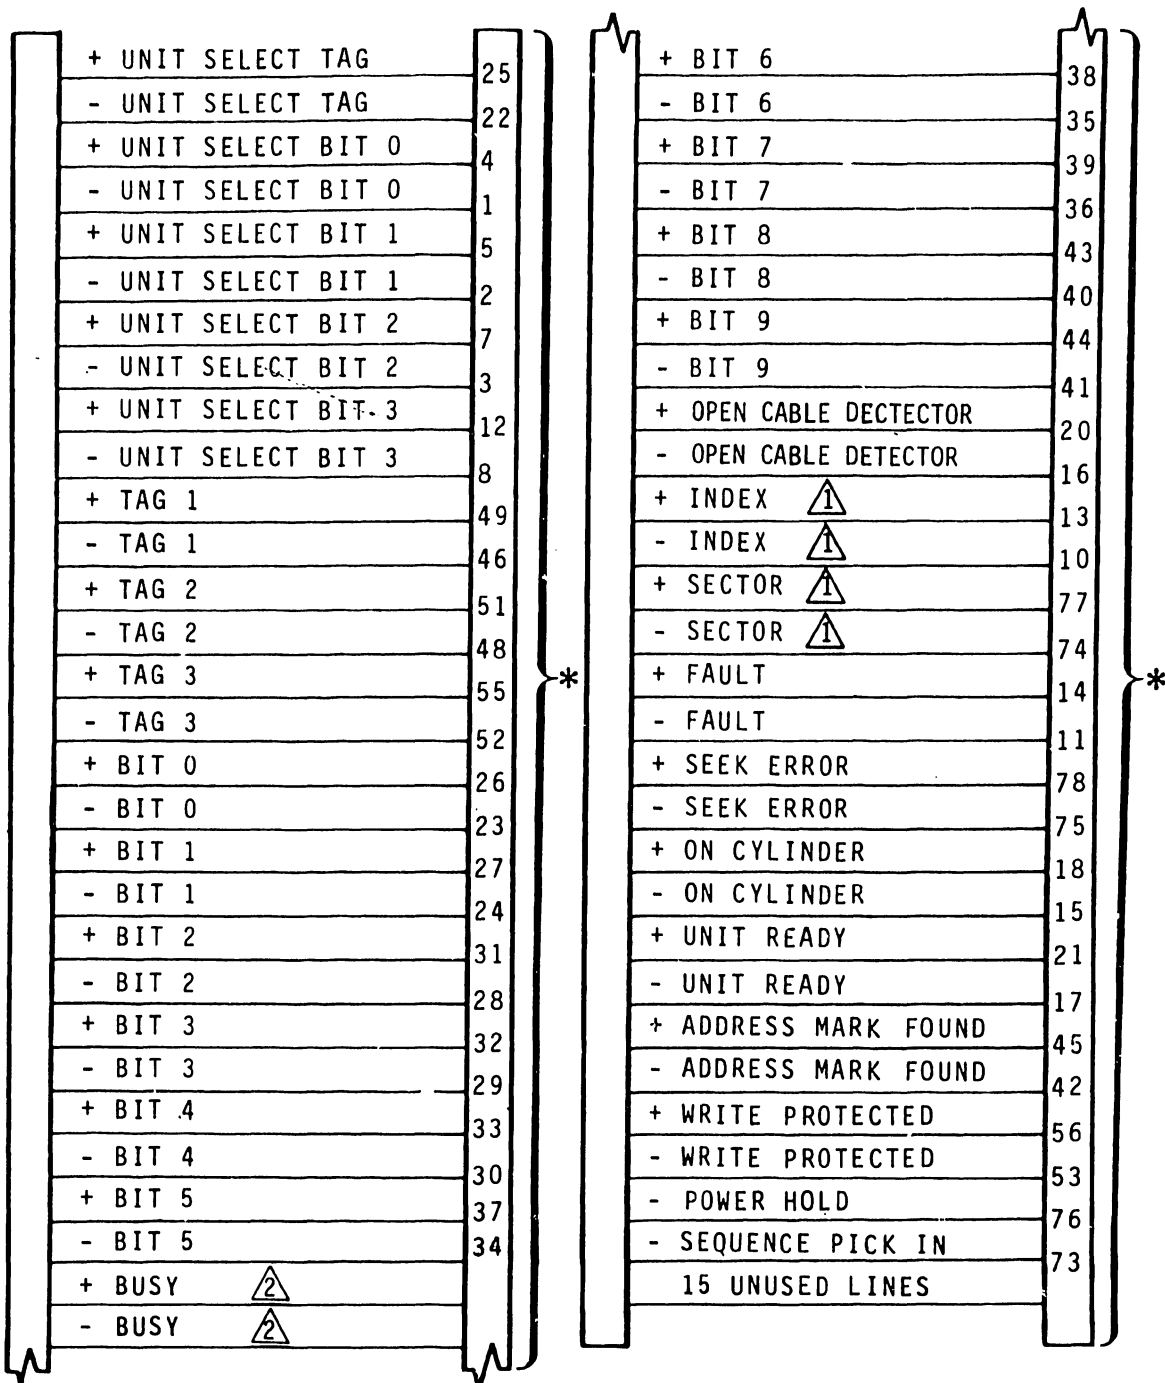 + UNIT SELECT TAG 25
- UNIT SELECT TAG 22
+ UNIT SELECT BIT 0 4
- UNIT SELECT BIT 0 1
+ UNIT SELECT BIT 1 5
- UNIT SELECT BIT 1 2
+ UNIT SELECT BIT 2 7
- UNIT SELECT BIT 2 3
+ UNIT SELECT BIT 3 12
- UNIT SELECT BIT 3 8
+ TAG 1 49
- TAG 1 46
+ TAG 2 51
- TAG 2 48
+ TAG 3 55
- TAG 3 52
+ BIT 0 26
- BIT 0 23
+ BIT 1 27
- BIT 1 24
+ BIT 2 31
- BIT 2 28
+ BIT 3 32
- BIT 3 29
+ BIT 4 33
- BIT 4 30
+ BIT 5 37
- BIT 5 34
+ BUSY 2
- BUSY 2
*
+ BIT 6 38
- BIT 6 35
+ BIT 7 39
- BIT 7 36
+ BIT 8 43
- BIT 8 40
+ BIT 9 44
- BIT 9 41
+ OPEN CABLE DECTECTOR 20
- OPEN CABLE DETECTOR 16
+ INDEX 1 13
- INDEX 1 10
+ SECTOR 1 77
- SECTOR 1 74
+ FAULT 14
- FAULT 11
+ SEEK ERROR 78
- SEEK ERROR 75
+ ON CYLINDER 18
- ON CYLINDER 15
+ UNIT READY 21
- UNIT READY 17
+ ADDRESS MARK FOUND 45
- ADDRESS MARK FOUND 42
+ WRITE PROTECTED 56
- WRITE PROTECTED 53
- POWER HOLD 76
- SEQUENCE PICK IN 73
15 UNUSED LINES
*